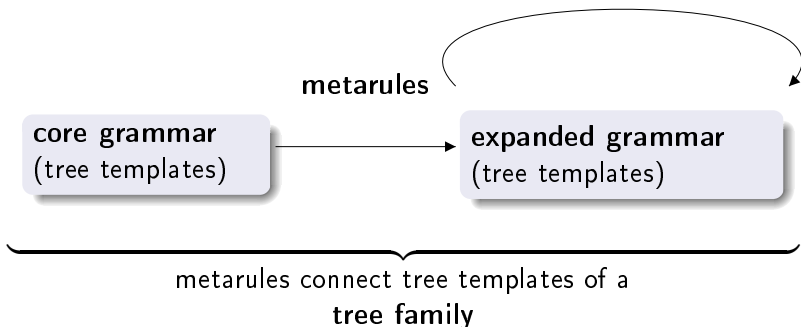 metarules
core grammar
(tree templates)
expanded grammar
(tree templates)
metarules connect tree templates of a
tree family